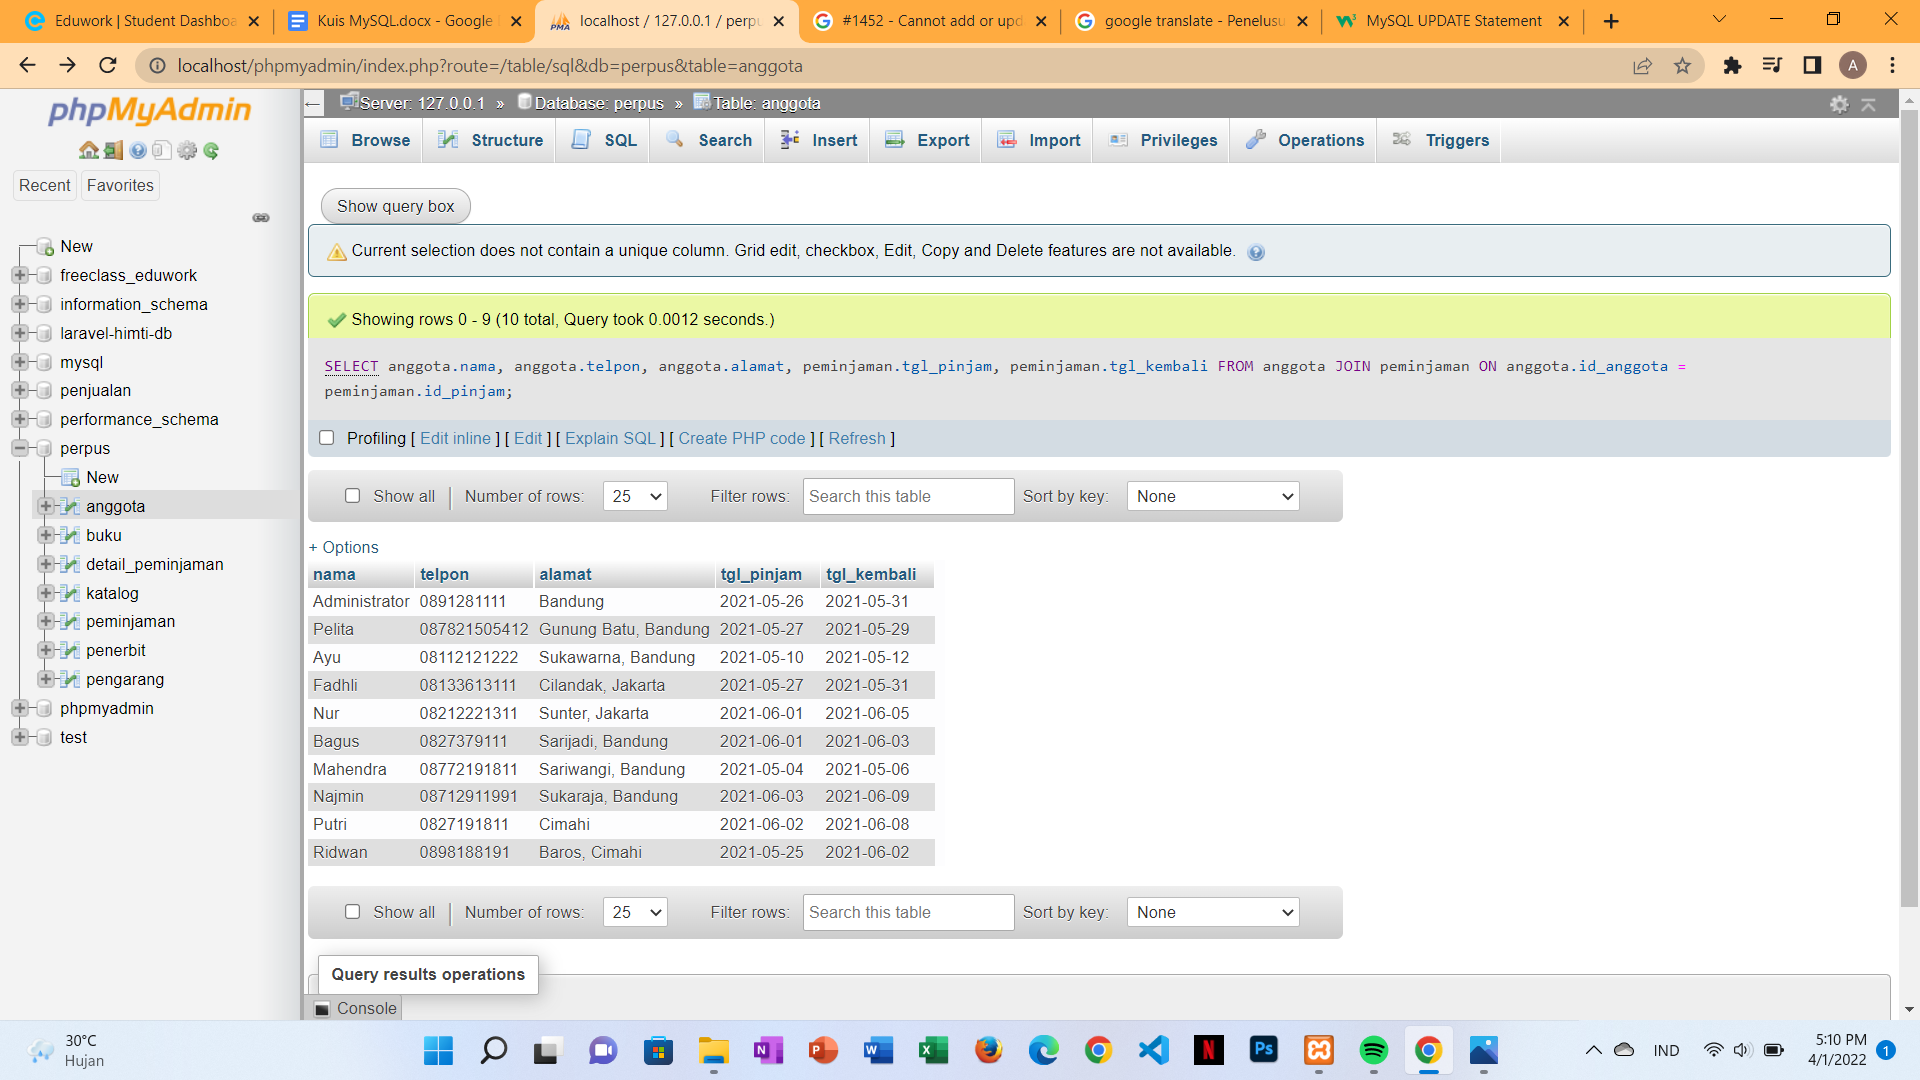 Eduwork | Student Dashboa
Kuis MySQL.docx - Google
localhost / 127.0.0.1 / perpu
#1452 - Cannot add or upd
google translate - Penelusu
MySQL UPDATE Statement
localhost/phpmyadmin/index.php?route=/table/sql&db=perpus&table=anggota
A
phpMyAdmin
Recent
Favorites
New
freeclass_eduwork
information_schema
laravel-himti-db
mysql
penjualan
performance_schema
perpus
New
anggota
buku
detail_peminjaman
katalog
peminjaman
penerbit
pengarang
phpmyadmin
test
Server: 127.0.0.1 » Database: perpus » Table: anggota
Browse Structure SQL Search Insert Export Import Privileges Operations Triggers
Show query box
Current selection does not contain a unique column. Grid edit, checkbox, Edit, Copy and Delete features are not available.
Showing rows 0 - 9 (10 total, Query took 0.0012 seconds.)
SELECT anggota.nama, anggota.telpon, anggota.alamat, peminjaman.tgl_pinjam, peminjaman.tgl_kembali FROM anggota JOIN peminjaman ON anggota.id_anggota =
peminjaman.id_pinjam;
Profiling [ Edit inline ] [ Edit ] [ Explain SQL ] [ Create PHP code ] [ Refresh ]
Show all | Number of rows: 25 Filter rows: Search this table Sort by key: None
+ Options
nama telpon alamat tgl_pinjam tgl_kembali
Administrator 0891281111 Bandung 2021-05-26 2021-05-31
Pelita 087821505412 Gunung Batu, Bandung 2021-05-27 2021-05-29
Ayu 08112121222 Sukawarna, Bandung 2021-05-10 2021-05-12
Fadhli 08133613111 Cilandak, Jakarta 2021-05-27 2021-05-31
Nur 08212221311 Sunter, Jakarta 2021-06-01 2021-06-05
Bagus 0827379111 Sarijadi, Bandung 2021-06-01 2021-06-03
Mahendra 08772191811 Sariwangi, Bandung 2021-05-04 2021-05-06
Najmin 08712911991 Sukaraja, Bandung 2021-06-03 2021-06-09
Putri 0827191811 Cimahi 2021-06-02 2021-06-08
Ridwan 0898188191 Baros, Cimahi 2021-05-25 2021-06-02
Show all | Number of rows: 25 Filter rows: Search this table Sort by key: None
Query results operations
Console
30°C
Hujan
IND
5:10 PM
4/1/2022
1